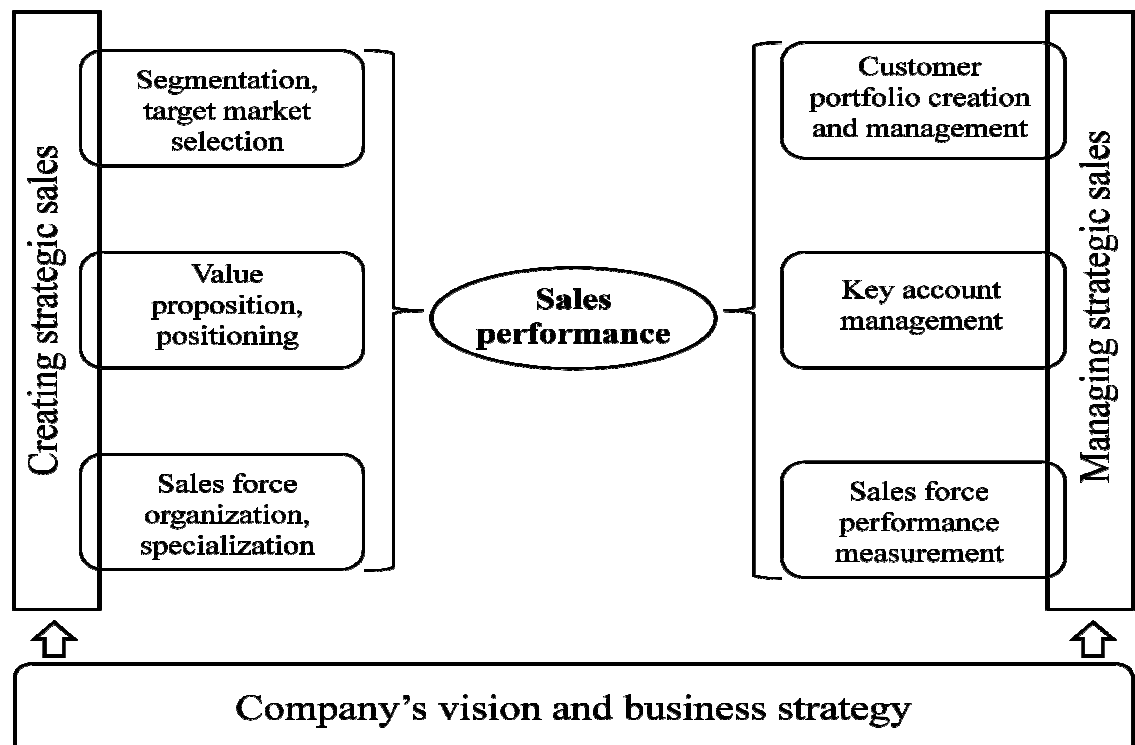 Creating strategic sales
Segmentation,
target market
selection
Value
proposition,
positioning
Sales force
organization,
specialization
Sales
performance
Customer
portfolio creation
and management
Key account
management
Sales force
performance
measurement
Managing strategic sales
Company's vision and business strategy